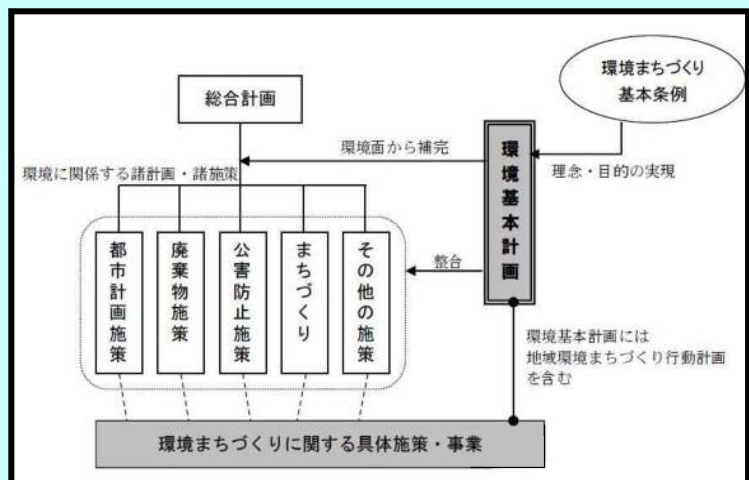 環境まちづくり
基本条例
総合計画
環境面から補完
環境基本計画
理念・目的の実現
環境に関係する諸計画・諸施策
都市計画施策
廃棄物施策
公害防止施策
まちづくり
その他の施策
整合
環境基本計画には
地域環境まちづくり行動計画
を含む
環境まちづくりに関する具体施策・事業